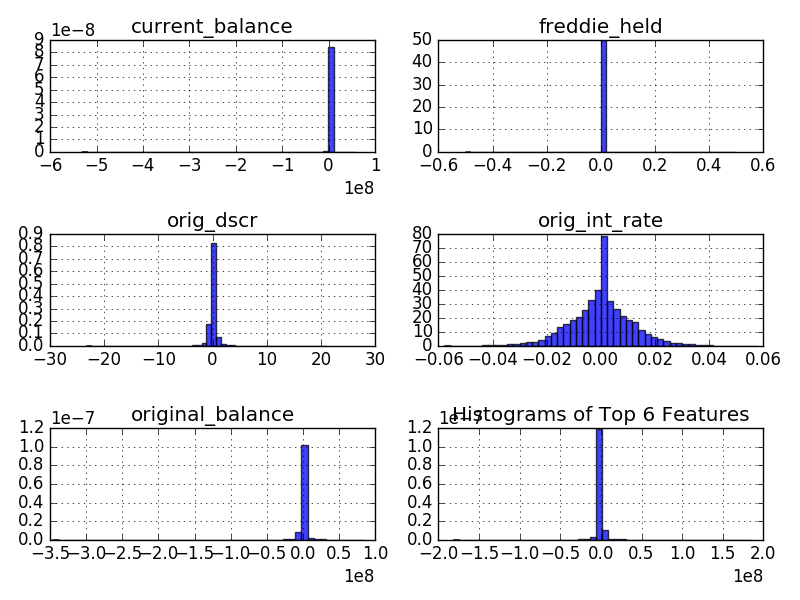 current_balance
1e−8
9
8
7
6
5
4
3
2
1
0
−6 −5 −4 −3 −2 −1 0 1
1e8
freddie_held
50
40
30
20
10
0
−0.6 −0.4 −0.2 0.0 0.2 0.4 0.6
orig_dscr
0.9
0.8
0.7
0.6
0.5
0.4
0.3
0.2
0.1
0.0
−30 −20 −10 0 10 20 30
orig_int_rate
80
70
60
50
40
30
20
10
0
−0.06 −0.04 −0.02 0.00 0.02 0.04 0.06
original_balance
1e−7
1.2
1.0
0.8
0.6
0.4
0.2
0.0
−3.5 −3.0 −2.5 −2.0 −1.5 −1.0 −0.5 0.0 0.5 1.0
1e8
Histograms of Top 6 Features
1e−7
1.2
1.0
0.8
0.6
0.4
0.2
0.0
−2.0 −1.5 −1.0 −0.5 0.0 0.5 1.0 1.5 2.0
1e8